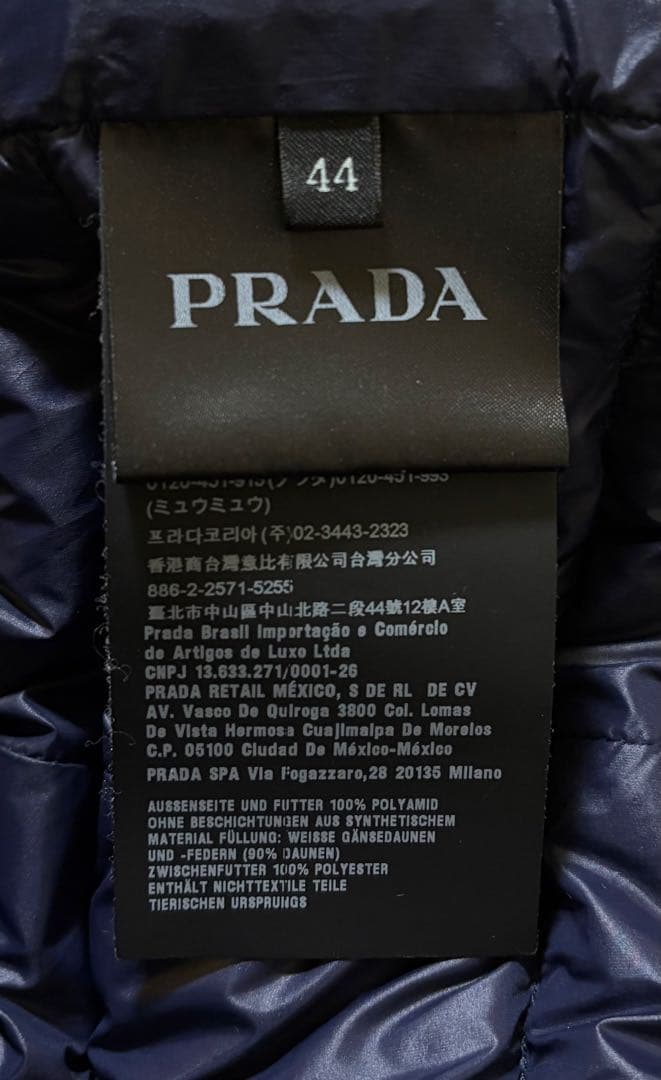 44
PRADA
(ミュウミュウ)
프라다코리아(주)02-3443-2323
香港商台灣意比有限公司台灣分公司
886-2-2571-5255
臺北市中山區中山北路二段44號12樓A室
Prada Brasil Importação e Comércio
de Artigos de Luxo Ltda
CNPJ 13.633.271/0001-26
PRADA RETAIL MÉXICO, S DE RL DE CV
AV. Vasco De Quiroga 3800 Col. Lomas
De Vista Hermosa Cuajimalpa De Morelos
C.P. 05100 Ciudad De México-México
PRADA SPA Via Fogazzaro,28 20135 Milano
AUSSENSEITE UND FUTTER 100% POLYAMID
OHNE BESCHICHTUNGEN AUS SYNTHETISCHEM
MATERIAL FÜLLUNG: WEISSE GÄNSEDAUNEN
UND -FEDERN (90% DAUNEN)
ZWISCHENFUTTER 100% POLYESTER
ENTHÄLT NICHTTEXTILE TEILE
TIERISCHEN URSPRUNGS